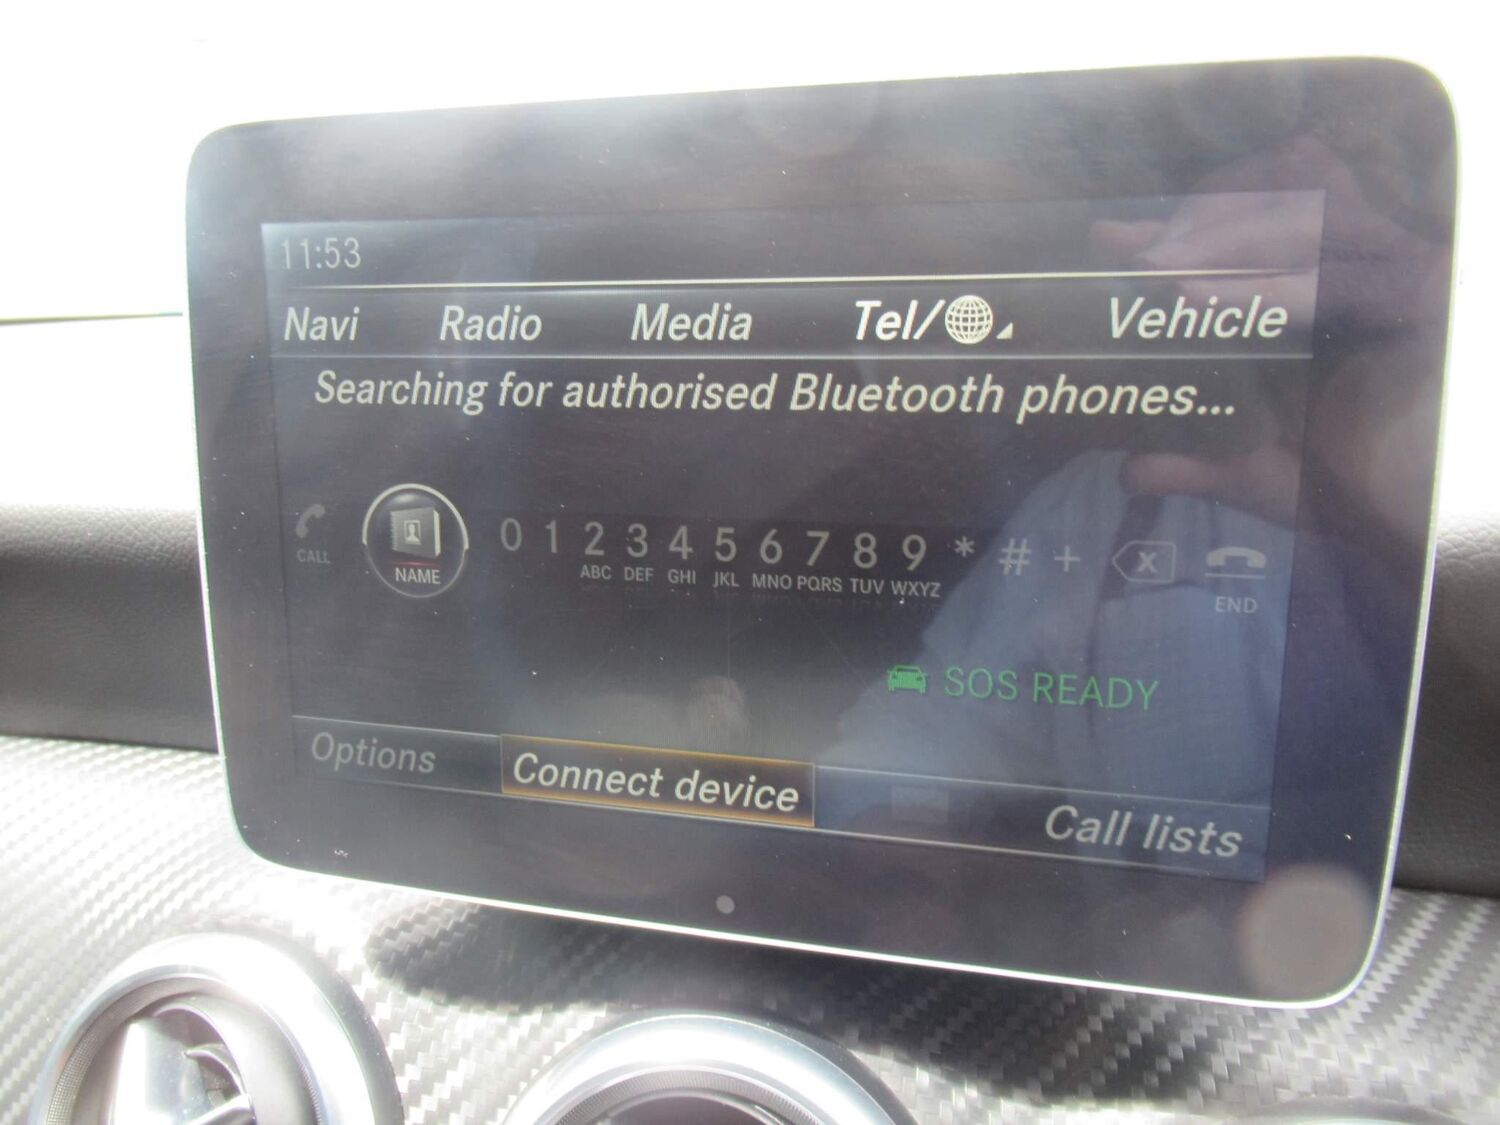 11:53
Navi Radio Media Tel/ Vehicle
Searching for authorised Bluetooth phones...
CALL NAME 0 1 2 ABC 3 DEF 4 GHI 5 JKL 6 MNO 7 PQRS 8 TUV 9 WXYZ * # + X END
SOS READY
Options Connect device Call lists